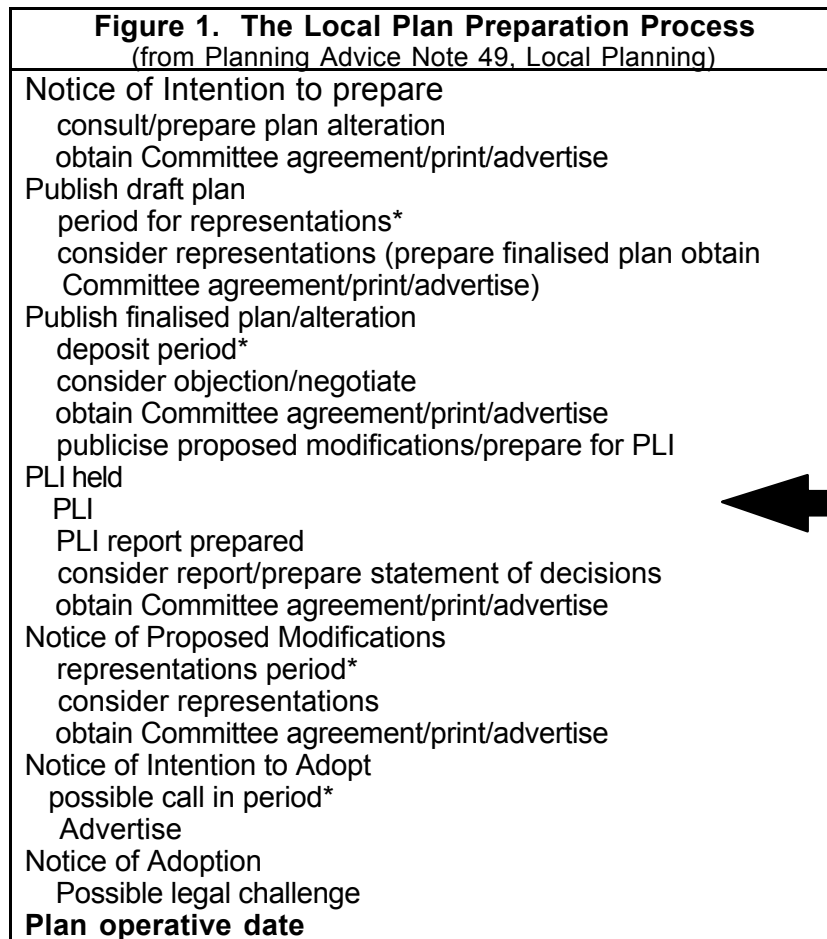 Figure 1. The Local Plan Preparation Process
(from Planning Advice Note 49, Local Planning)
Notice of Intention to prepare
consult/prepare plan alteration
obtain Committee agreement/print/advertise
Publish draft plan
period for representations*
consider representations (prepare finalised plan obtain
Committee agreement/print/advertise)
Publish finalised plan/alteration
deposit period*
consider objection/negotiate
obtain Committee agreement/print/advertise
publicise proposed modifications/prepare for PLI
PLI held
PLI
PLI report prepared
consider report/prepare statement of decisions
obtain Committee agreement/print/advertise
Notice of Proposed Modifications
representations period*
consider representations
obtain Committee agreement/print/advertise
Notice of Intention to Adopt
possible call in period*
Advertise
Notice of Adoption
Possible legal challenge
Plan operative date